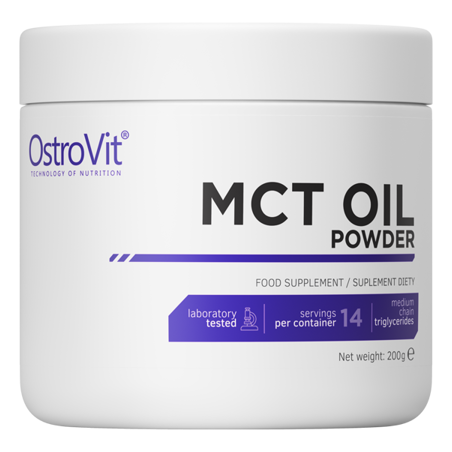 OstroVit®
TECHNOLOGY OF NUTRITION
MCT OIL
POWDER
FOOD SUPPLEMENT / SUPLEMENT DIETY
laboratory
tested
servings
per container 14
medium
chain
triglycerides
Net weight: 200g ℮